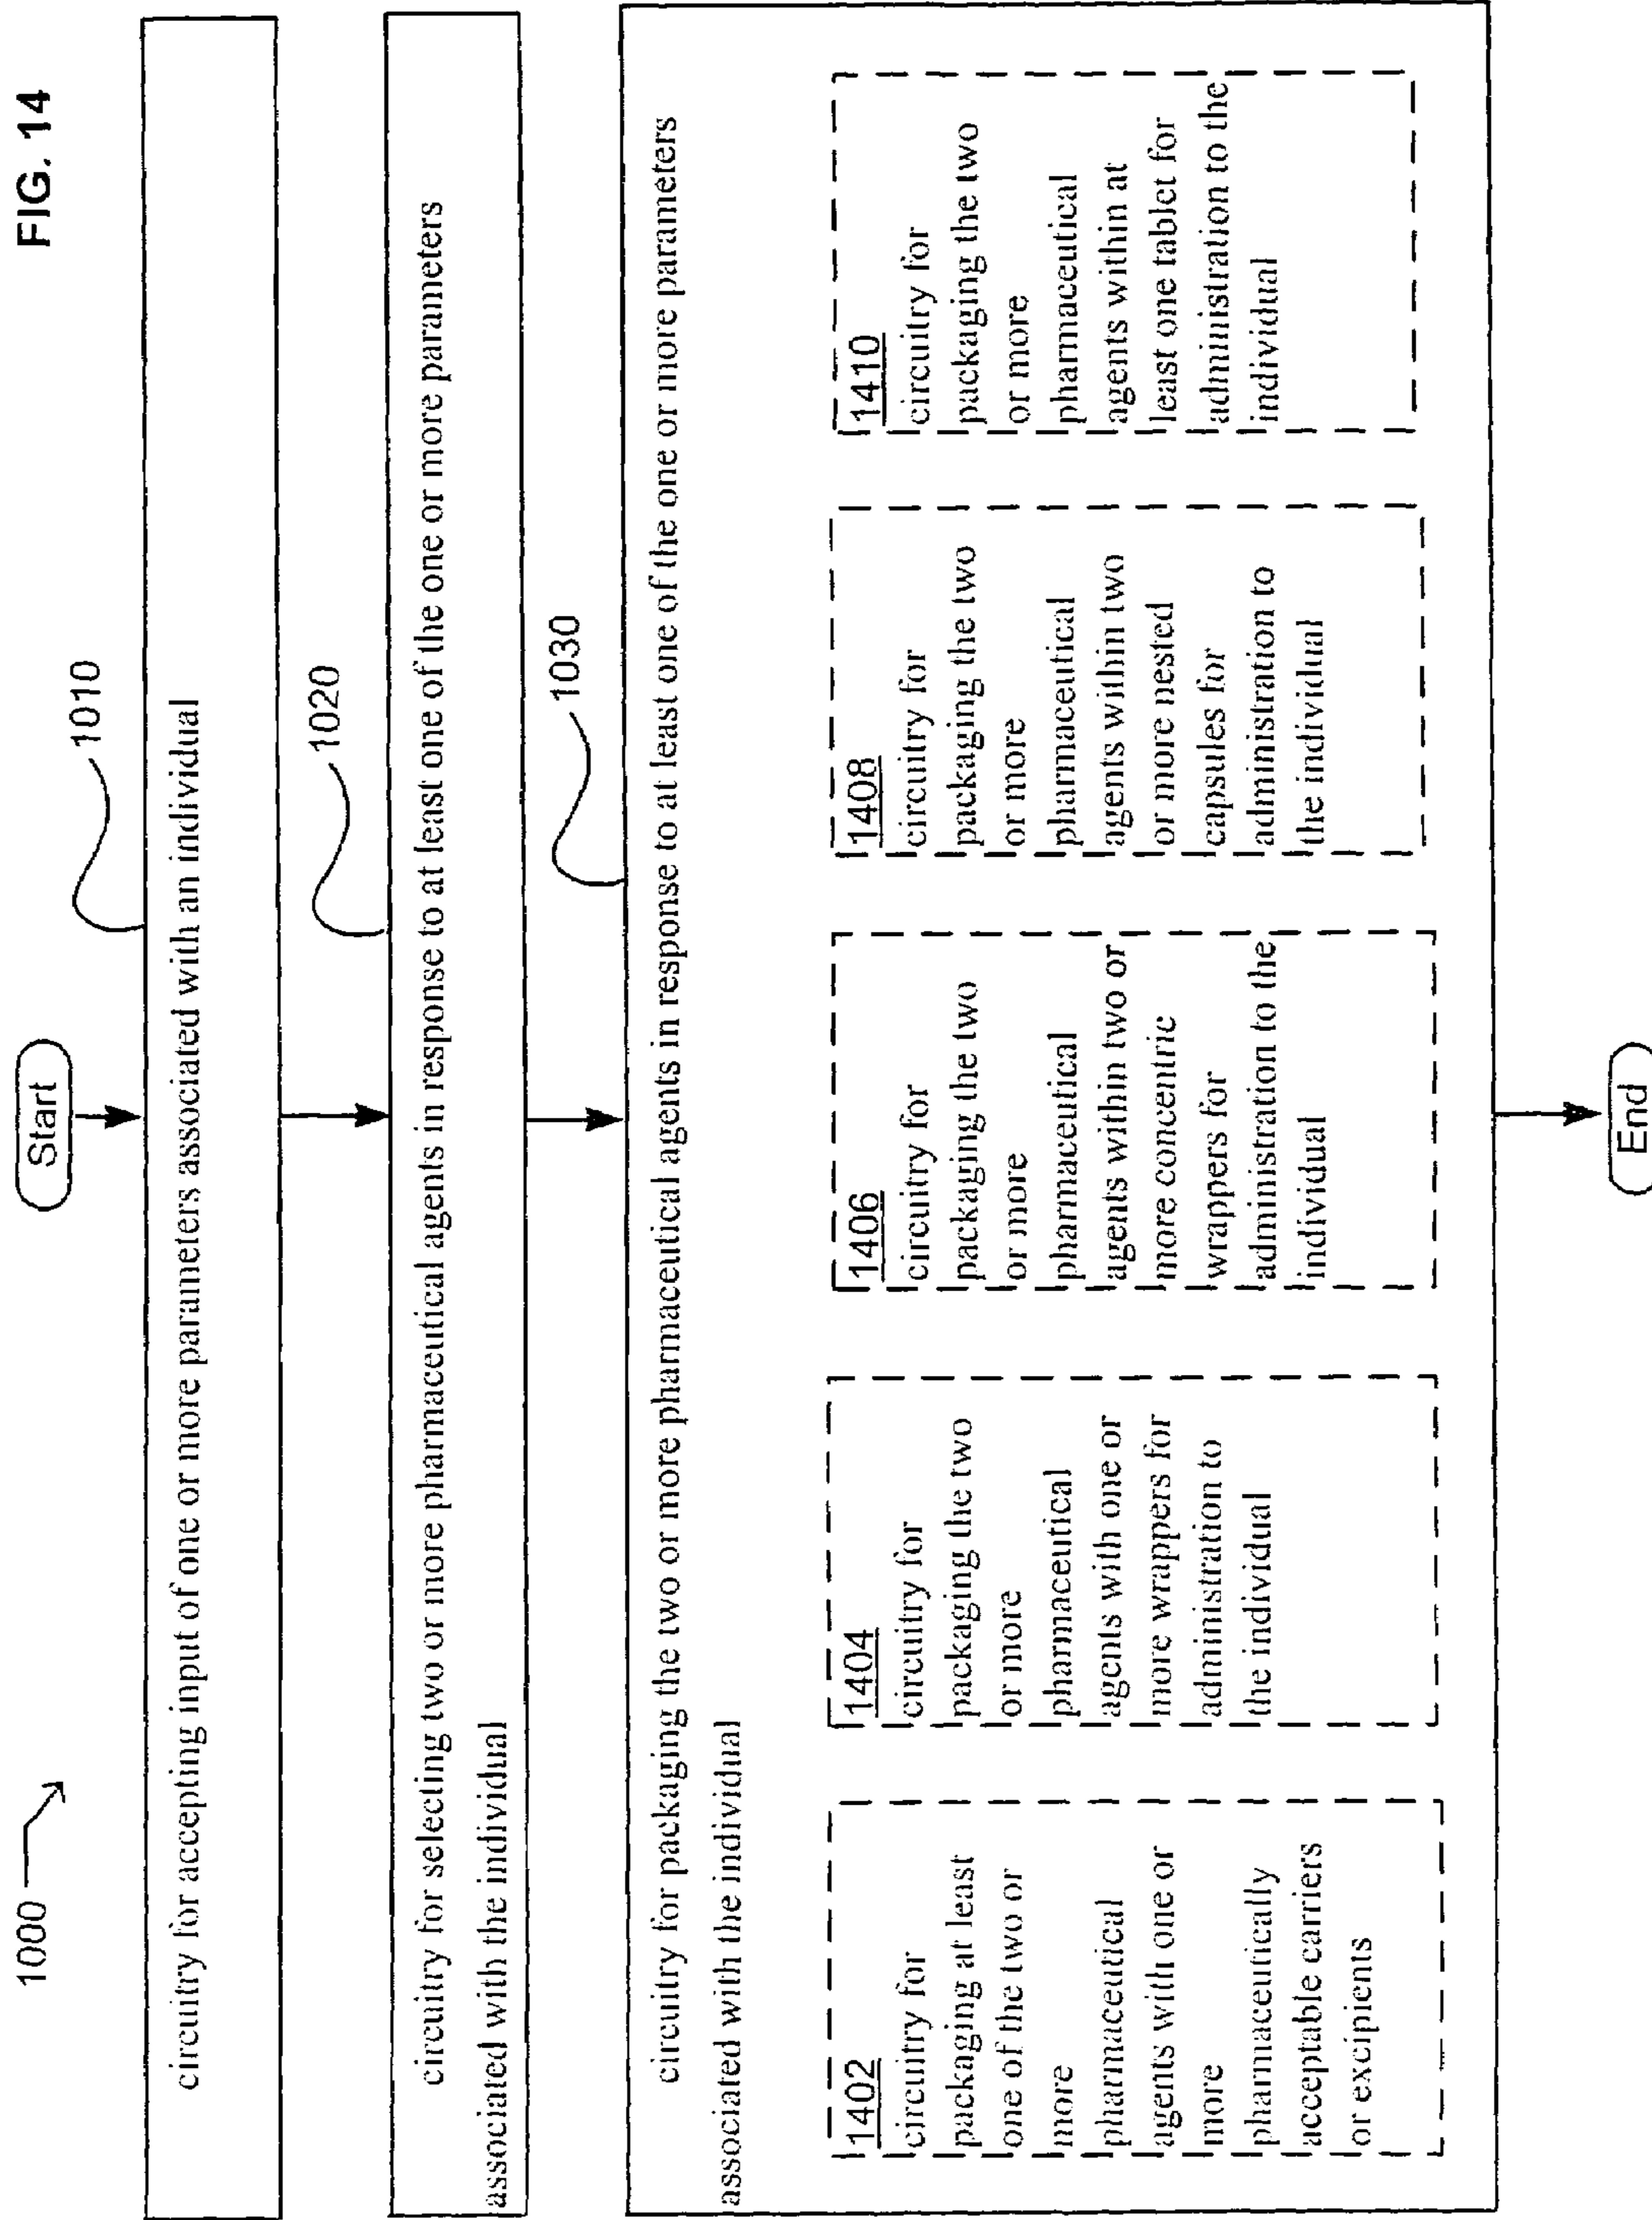 FIG. 14
1000
Start
1010
circuitry for accepting input of one or more parameters associated with an individual
1020
circuitry for selecting two or more pharmaceutical agents in response to at least one of the one or more parameters
associated with the individual
1030
circuitry for packaging the two or more pharmaceutical agents in response to at least one of the one or more parameters
associated with the individual
1402
circuitry for
packaging at least
one of the two or
more
pharmaceutical
agents with one or
more
pharmaceutically
acceptable carriers
or excipients
1404
circuitry for
packaging the two
or more
pharmaceutical
agents with one or
more wrappers for
administration to
the individual
1406
circuitry for
packaging the two
or more
pharmaceutical
agents within two or
more concentric
wrappers for
administration to the
individual
1408
circuitry for
packaging the two
or more
pharmaceutical
agents within two
or more nested
capsules for
administration to
the individual
1410
circuitry for
packaging the two
or more
pharmaceutical
agents within at
least one tablet for
administration to the
individual
End